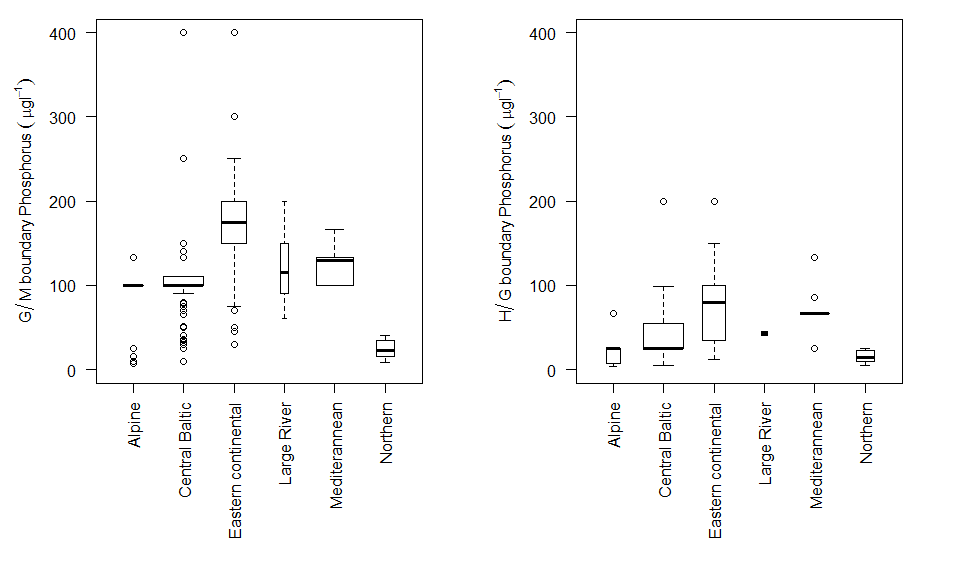 G/M boundary Phosphorus ( μgl⁻¹)
400
300
200
100
0
Alpine
Central Baltic
Eastern continental
Large River
Mediterannean
Northern
H/G boundary Phosphorus ( μgl⁻¹)
400
300
200
100
0
Alpine
Central Baltic
Eastern continental
Large River
Mediterannean
Northern